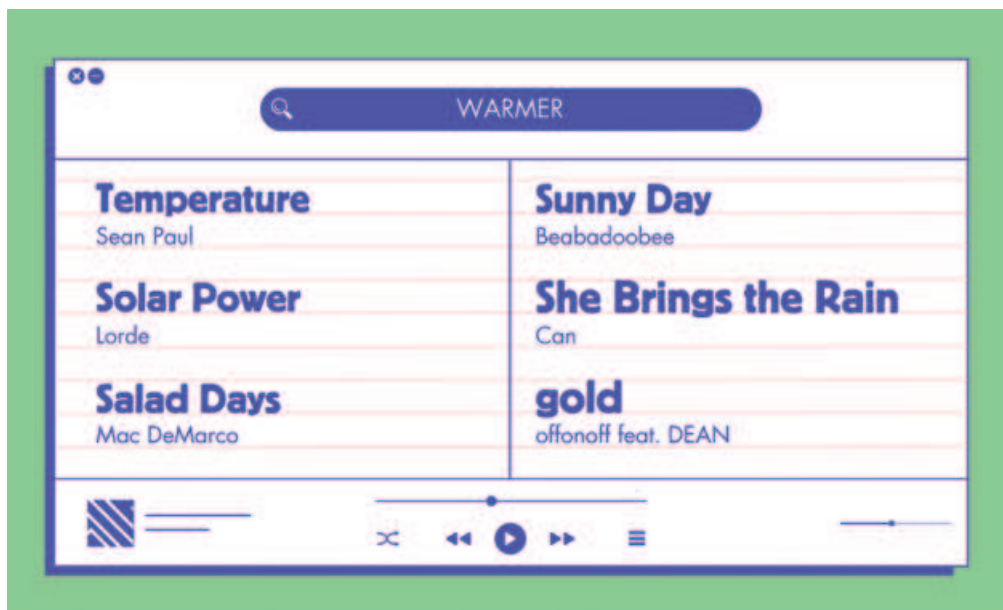 WARMER
Temperature
Sean Paul
Solar Power
Lorde
Salad Days
Mac DeMarco
Sunny Day
Beabadoobee
She Brings the Rain
Can
gold
offonoff feat. DEAN